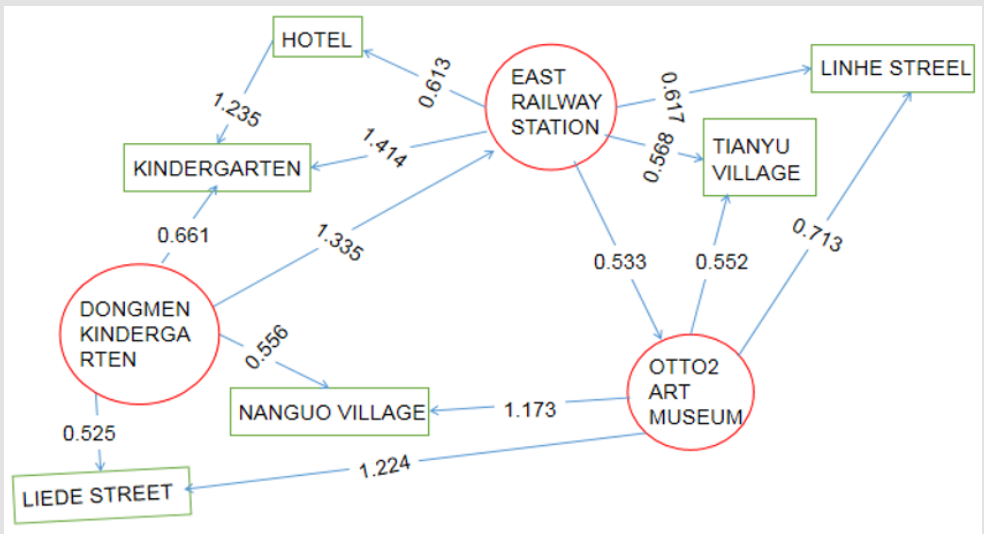 HOTEL
EAST
RAILWAY
STATION
LINHE STREEL
0.613
0.617
1.235
1.414
0.568
TIANYU
VILLAGE
KINDERGARTEN
0.661
1.335
0.713
0.533
0.552
DONGMEN
KINDERGA
RTEN
0.556
OTTO2
ART
MUSEUM
NANGUO VILLAGE
1.173
0.525
1.224
LIEDE STREET